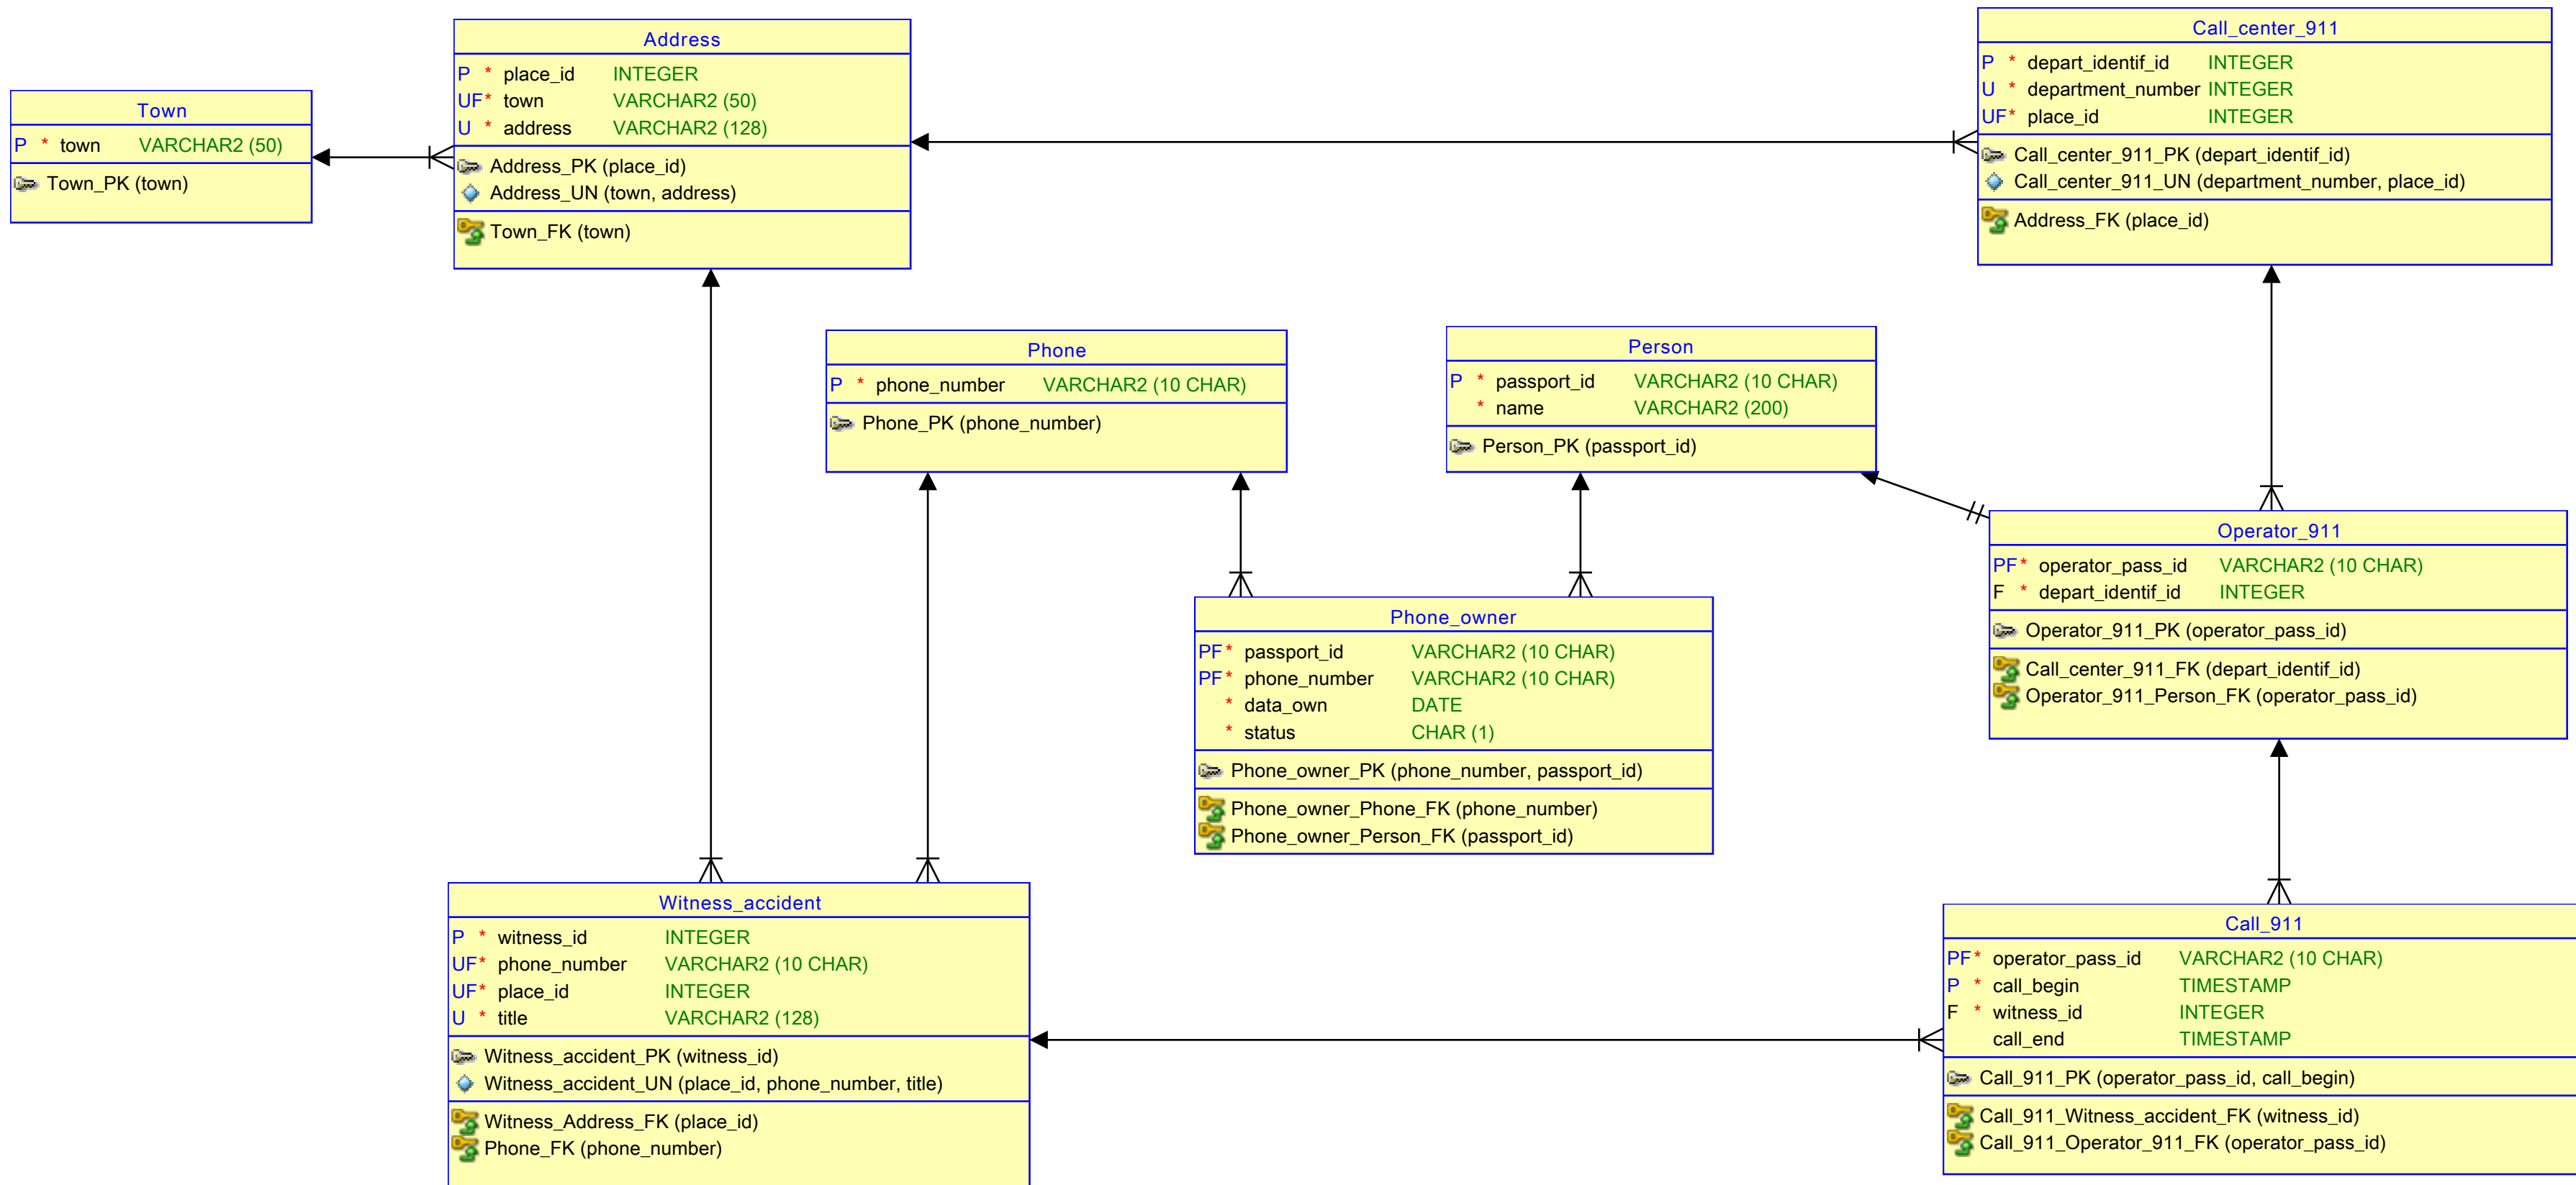 Town
P * town VARCHAR2 (50)
Town_PK (town)
Address
P * place_id INTEGER
UF* town VARCHAR2 (50)
U * address VARCHAR2 (128)
Address_PK (place_id)
Address_UN (town, address)
Town_FK (town)
Call_center_911
P * depart_identif_id INTEGER
U * department_number INTEGER
UF* place_id INTEGER
Call_center_911_PK (depart_identif_id)
Call_center_911_UN (department_number, place_id)
Address_FK (place_id)
Phone
P * phone_number VARCHAR2 (10 CHAR)
Phone_PK (phone_number)
Person
P * passport_id VARCHAR2 (10 CHAR)
* name VARCHAR2 (200)
Person_PK (passport_id)
Operator_911
PF* operator_pass_id VARCHAR2 (10 CHAR)
F * depart_identif_id INTEGER
Operator_911_PK (operator_pass_id)
Call_center_911_FK (depart_identif_id)
Operator_911_Person_FK (operator_pass_id)
Phone_owner
PF* passport_id VARCHAR2 (10 CHAR)
PF* phone_number VARCHAR2 (10 CHAR)
* data_own DATE
* status CHAR (1)
Phone_owner_PK (phone_number, passport_id)
Phone_owner_Phone_FK (phone_number)
Phone_owner_Person_FK (passport_id)
Witness_accident
P * witness_id INTEGER
UF* phone_number VARCHAR2 (10 CHAR)
UF* place_id INTEGER
U * title VARCHAR2 (128)
Witness_accident_PK (witness_id)
Witness_accident_UN (place_id, phone_number, title)
Witness_Address_FK (place_id)
Phone_FK (phone_number)
Call_911
PF* operator_pass_id VARCHAR2 (10 CHAR)
P * call_begin TIMESTAMP
F * witness_id INTEGER
call_end TIMESTAMP
Call_911_PK (operator_pass_id, call_begin)
Call_911_Witness_accident_FK (witness_id)
Call_911_Operator_911_FK (operator_pass_id)